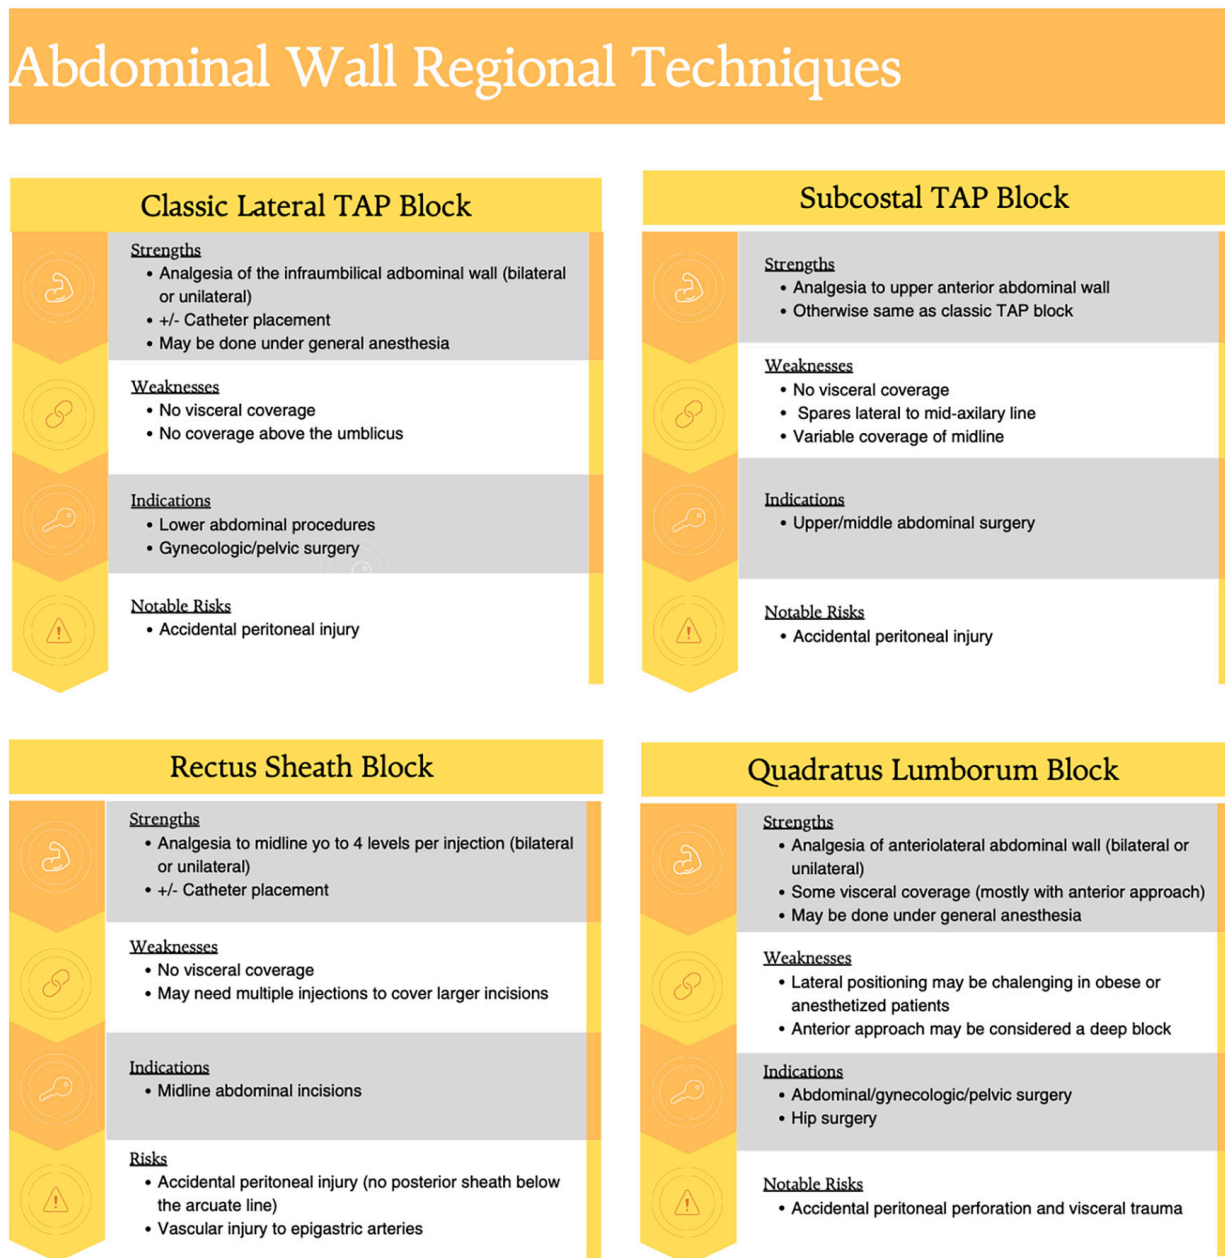 Abdominal Wall Regional Techniques
Classic Lateral TAP Block
Strengths
• Analgesia of the infraumbilical adbominal wall (bilateral
or unilateral)
• +/- Catheter placement
• May be done under general anesthesia
Weaknesses
• No visceral coverage
• No coverage above the umblicus
Indications
• Lower abdominal procedures
• Gynecologic/pelvic surgery
Notable Risks
• Accidental peritoneal injury
Subcostal TAP Block
Strengths
• Analgesia to upper anterior abdominal wall
• Otherwise same as classic TAP block
Weaknesses
• No visceral coverage
• Spares lateral to mid-axilary line
• Variable coverage of midline
Indications
• Upper/middle abdominal surgery
Notable Risks
• Accidental peritoneal injury
Rectus Sheath Block
Strengths
• Analgesia to midline yo to 4 levels per injection (bilateral
or unilateral)
• +/- Catheter placement
Weaknesses
• No visceral coverage
• May need multiple injections to cover larger incisions
Indications
• Midline abdominal incisions
Risks
• Accidental peritoneal injury (no posterior sheath below
the arcuate line)
• Vascular injury to epigastric arteries
Quadratus Lumborum Block
Strengths
• Analgesia of anteriolateral abdominal wall (bilateral or
unilateral)
• Some visceral coverage (mostly with anterior approach)
• May be done under general anesthesia
Weaknesses
• Lateral positioning may be chalenging in obese or
anesthetized patients
• Anterior approach may be considered a deep block
Indications
• Abdominal/gynecologic/pelvic surgery
• Hip surgery
Notable Risks
• Accidental peritoneal perforation and visceral trauma